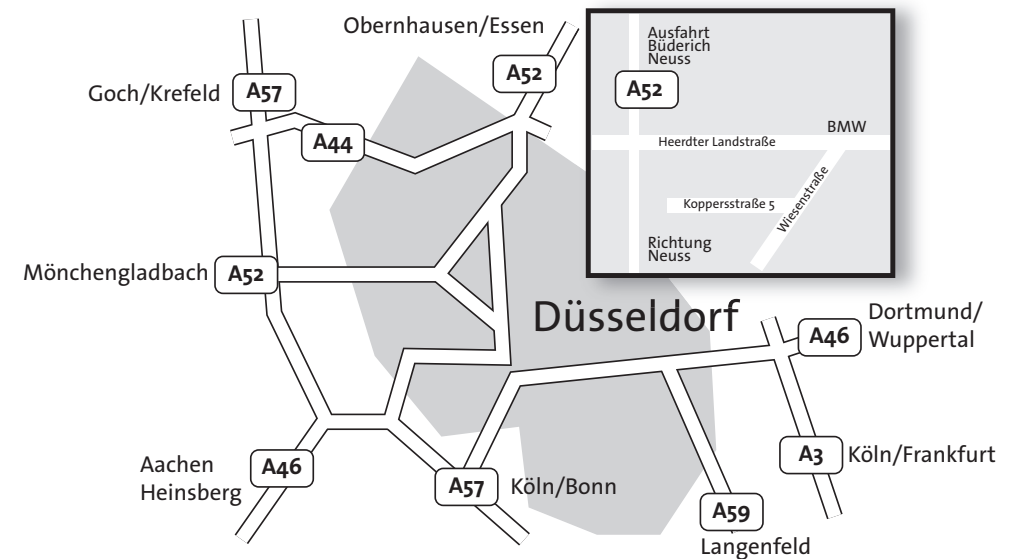 Obernhausen/Essen
A52
Goch/Krefeld
A57
A44
Mönchengladbach
A52
Düsseldorf
Dortmund/
Wuppertal
A46
Aachen
Heinsberg
A46
A57
Köln/Bonn
A3
Köln/Frankfurt
A59
Langenfeld
Ausfahrt
Büderich
Neuss
A52
BMW
Heerdter Landstraße
Koppersstraße 5
Wiesenstraße
Richtung
Neuss